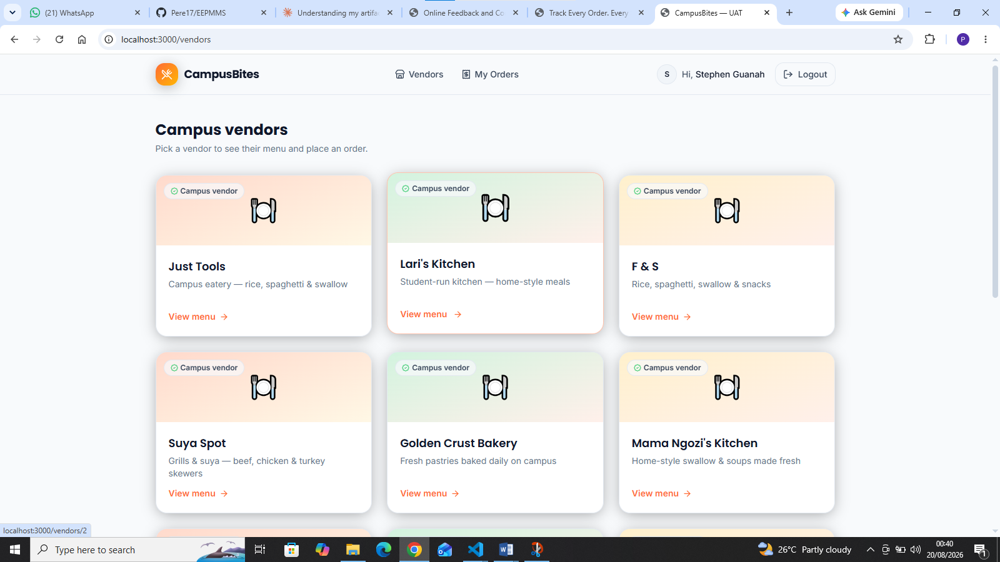 (21) WhatsApp
Pere17/EEPMMS
Understanding my artifa
Online Feedback and Co
Track Every Order. Every
CampusBites — UAT
Ask Gemini
localhost:3000/vendors
P
CampusBites
Vendors
My Orders
S
Hi, Stephen Guanah
Logout
Campus vendors
Pick a vendor to see their menu and place an order.
Campus vendor
Just Tools
Campus eatery — rice, spaghetti & swallow
View menu →
Campus vendor
Lari's Kitchen
Student-run kitchen — home-style meals
View menu →
Campus vendor
F & S
Rice, spaghetti, swallow & snacks
View menu →
Campus vendor
Suya Spot
Grills & suya — beef, chicken & turkey
skewers
View menu →
Campus vendor
Golden Crust Bakery
Fresh pastries baked daily on campus
View menu →
Campus vendor
Mama Ngozi's Kitchen
Home-style swallow & soups made fresh
View menu →
localhost:3000/vendors/2
Type here to search
26°C Partly cloudy
00:40
20/08/2026
1